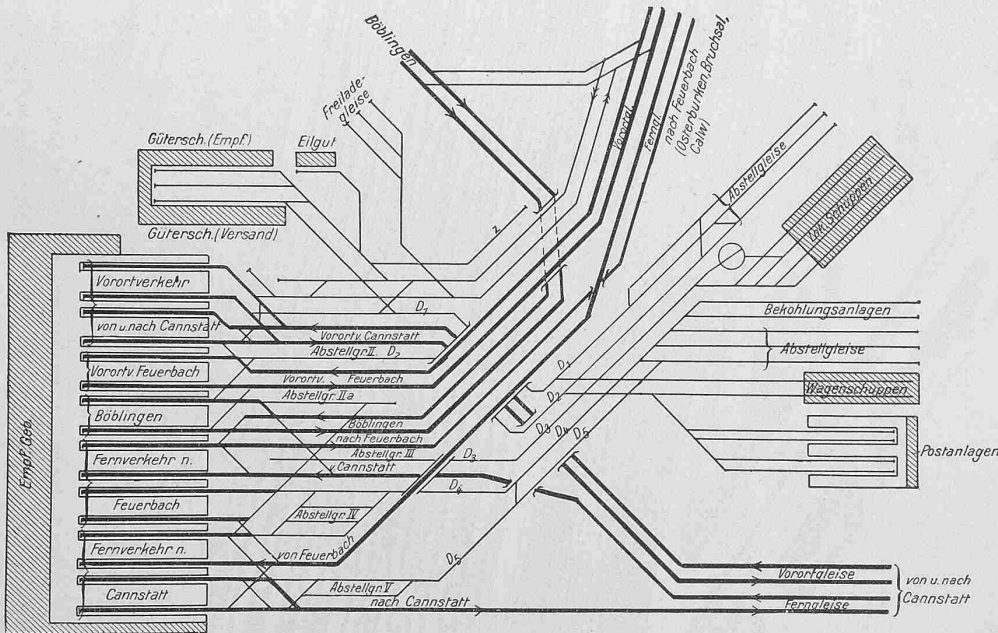 Böblingen
Freilade-
gleise
Vorortgl.
Ferngl.
nach Feuerbach
(Osterburken, Bruchsal,
Calw)
Gütersch. (Empf.)
Eilgut
Gütersch. (Versand)
z
Abstellgleise
Lok. Schuppen
Empf. Geb.
Vorortverkehr
von u. nach Cannstatt
Vorortv. Feuerbach
Böblingen
Fernverkehr n.
Feuerbach
Fernverkehr n.
Cannstatt
D1
Vorortv. Cannstatt
Abstellgr. II. D2
Vorortv. Feuerbach
Abstellgr. IIa
Böblingen
nach Feuerbach
Abstellgr. III
D3
v. Cannstatt
D4
Abstellgr. IV
von Feuerbach
D5
Abstellgr. V
nach Cannstatt
D1
D2
D3 D4 D5
Bekohlungsanlagen
Abstellgleise
Wagenschuppen
Postanlagen
Vorortgleise
Ferngleise
von u. nach
Cannstatt